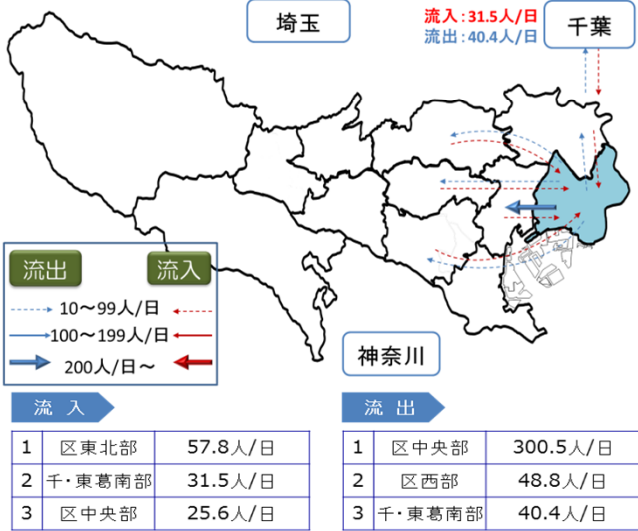 埼玉
流入:31.5人/日
流出:40.4人/日
千葉
流出
流入
10～99人/日
100～199人/日
200人/日～
神奈川
流 入
1 区東北部 57.8人/日
2 千・東葛南部 31.5人/日
3 区中央部 25.6人/日
流 出
1 区中央部 300.5人/日
2 区西部 48.8人/日
3 千・東葛南部 40.4人/日